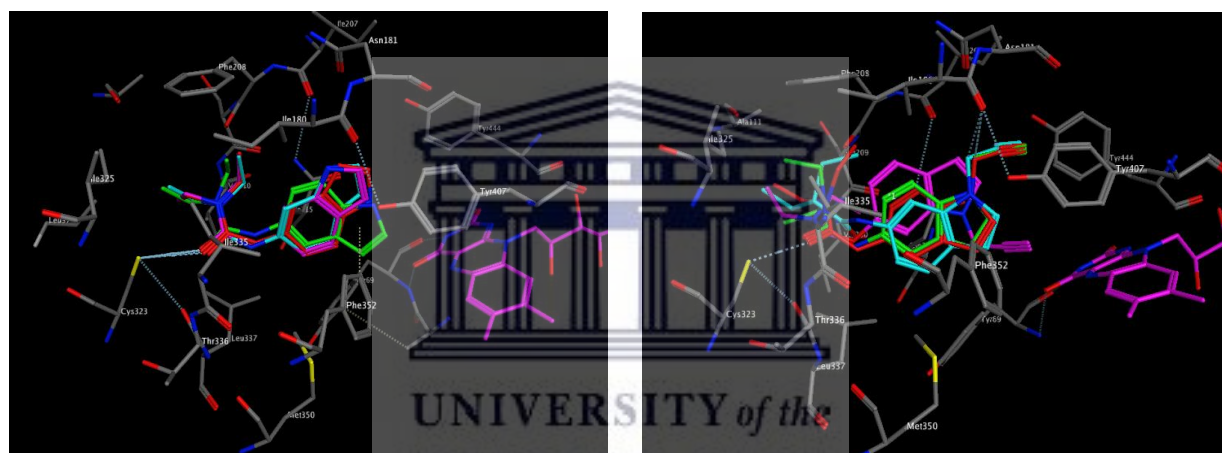 Ile207
Asn181
Phe208
Ile180
Tyr444
Ile325
Tyr407
Ile335
Phe352
Cys323
Thr336
Leu337
Met350
Phe208
Ala111
Ile325
Tyr444
Tyr407
Ile335
Phe352
Cys323
Thr336
Tyr69
Leu337
Met350
UNIVERSITY of the